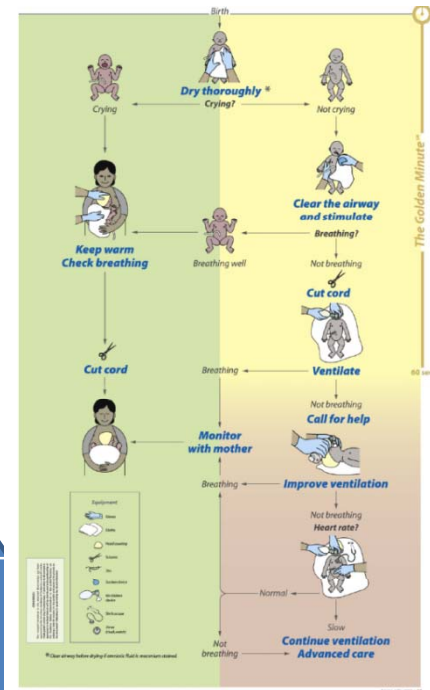 Birth
Dry thoroughly *
Crying?
Crying
Not crying
Clear the airway
and stimulate
Breathing?
Keep warm
Check breathing
Breathing well
Not breathing
Cut cord
The Golden Minute
60 sec
Cut cord
Breathing
Ventilate
Not breathing
Call for help
Monitor
with mother
Breathing
Improve ventilation
Not breathing
Heart rate?
Equipment
Normal
Slow
Not
breathing
Continue ventilation
Advanced care
*Clear airway before drying if amniotic fluid is meconium stained